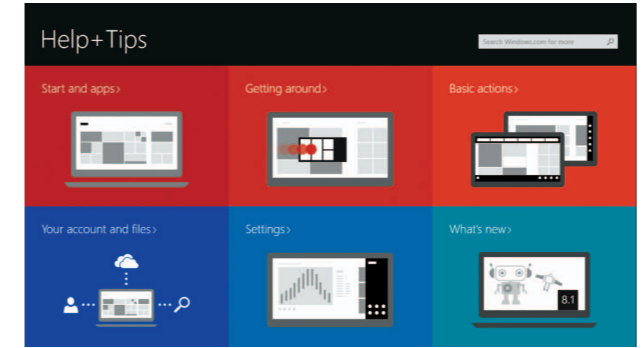 Help+Tips
Search Windows.com for more
Start and apps>
Getting around>
Basic actions>
Your account and files>
Settings>
What's new>
8.1